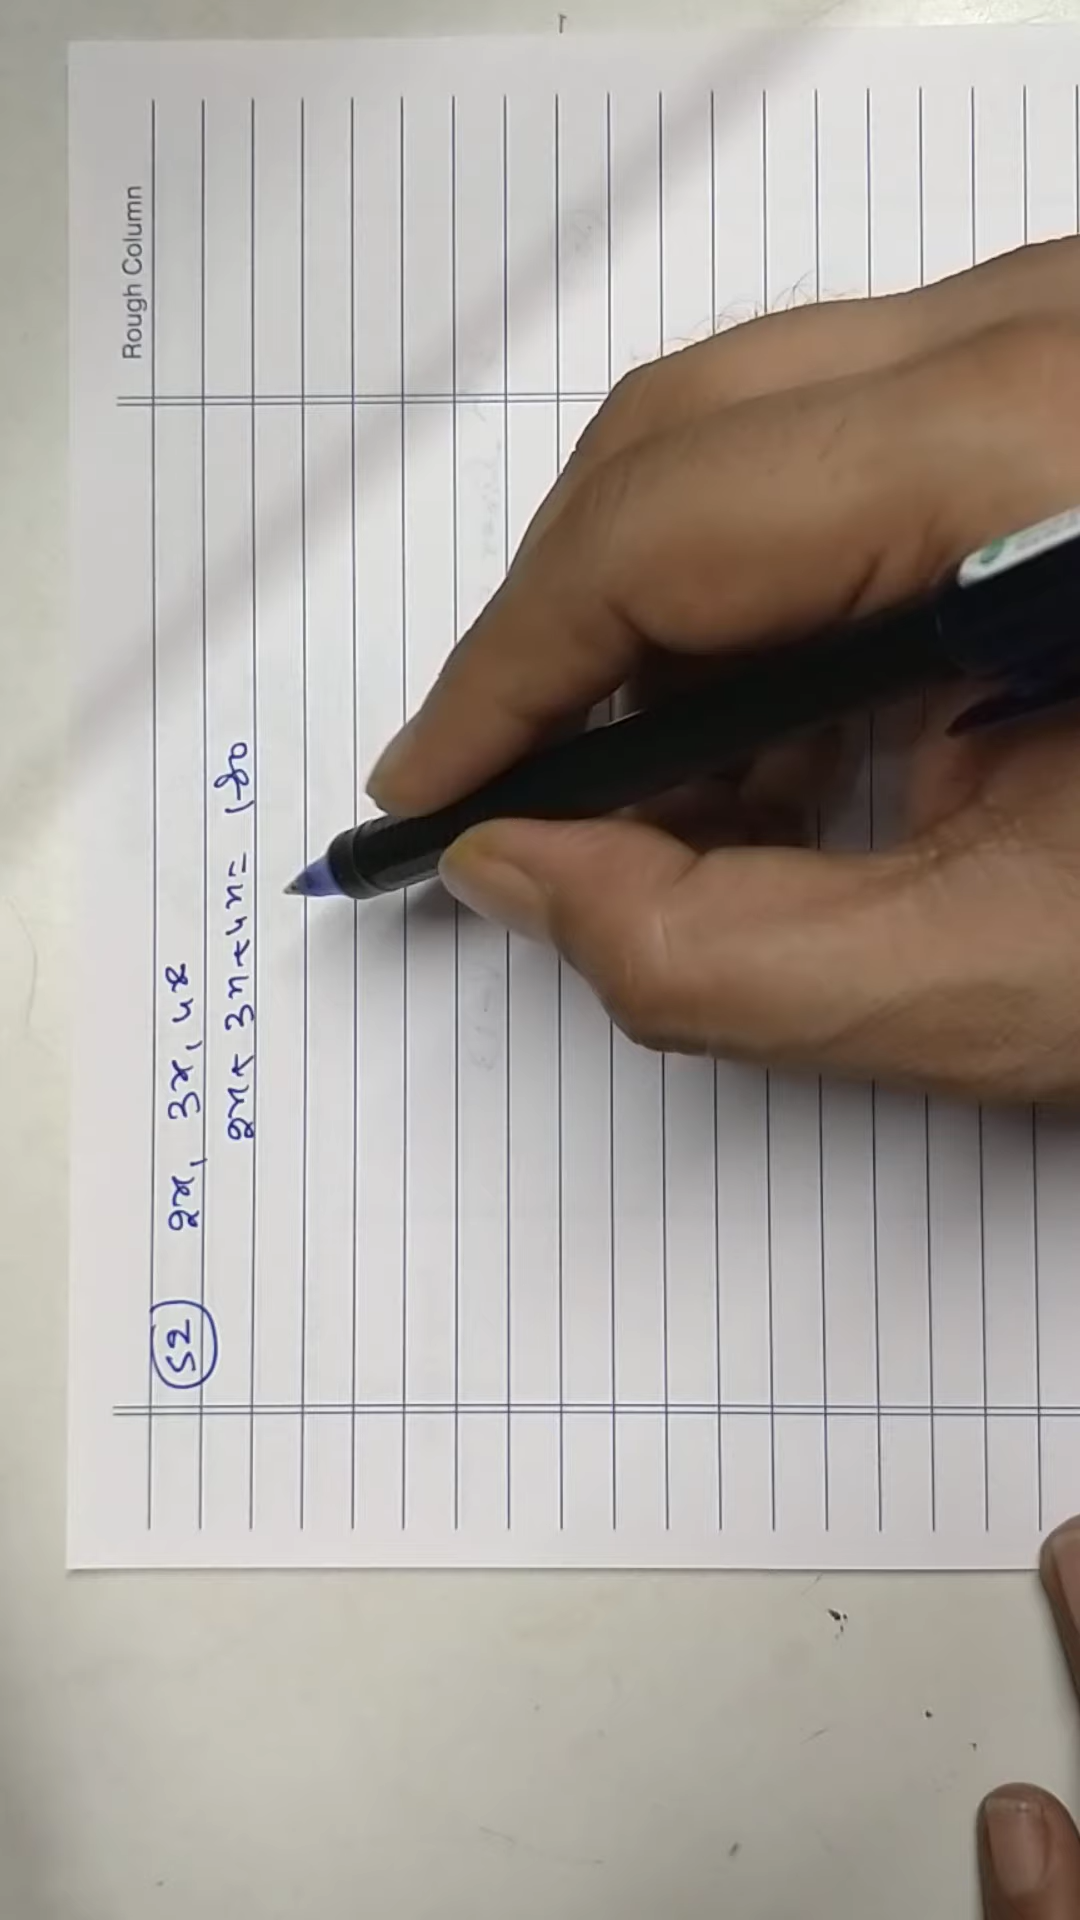 Rough Column
52 2x, 3x, 4x
2x + 3x + 4x = 180